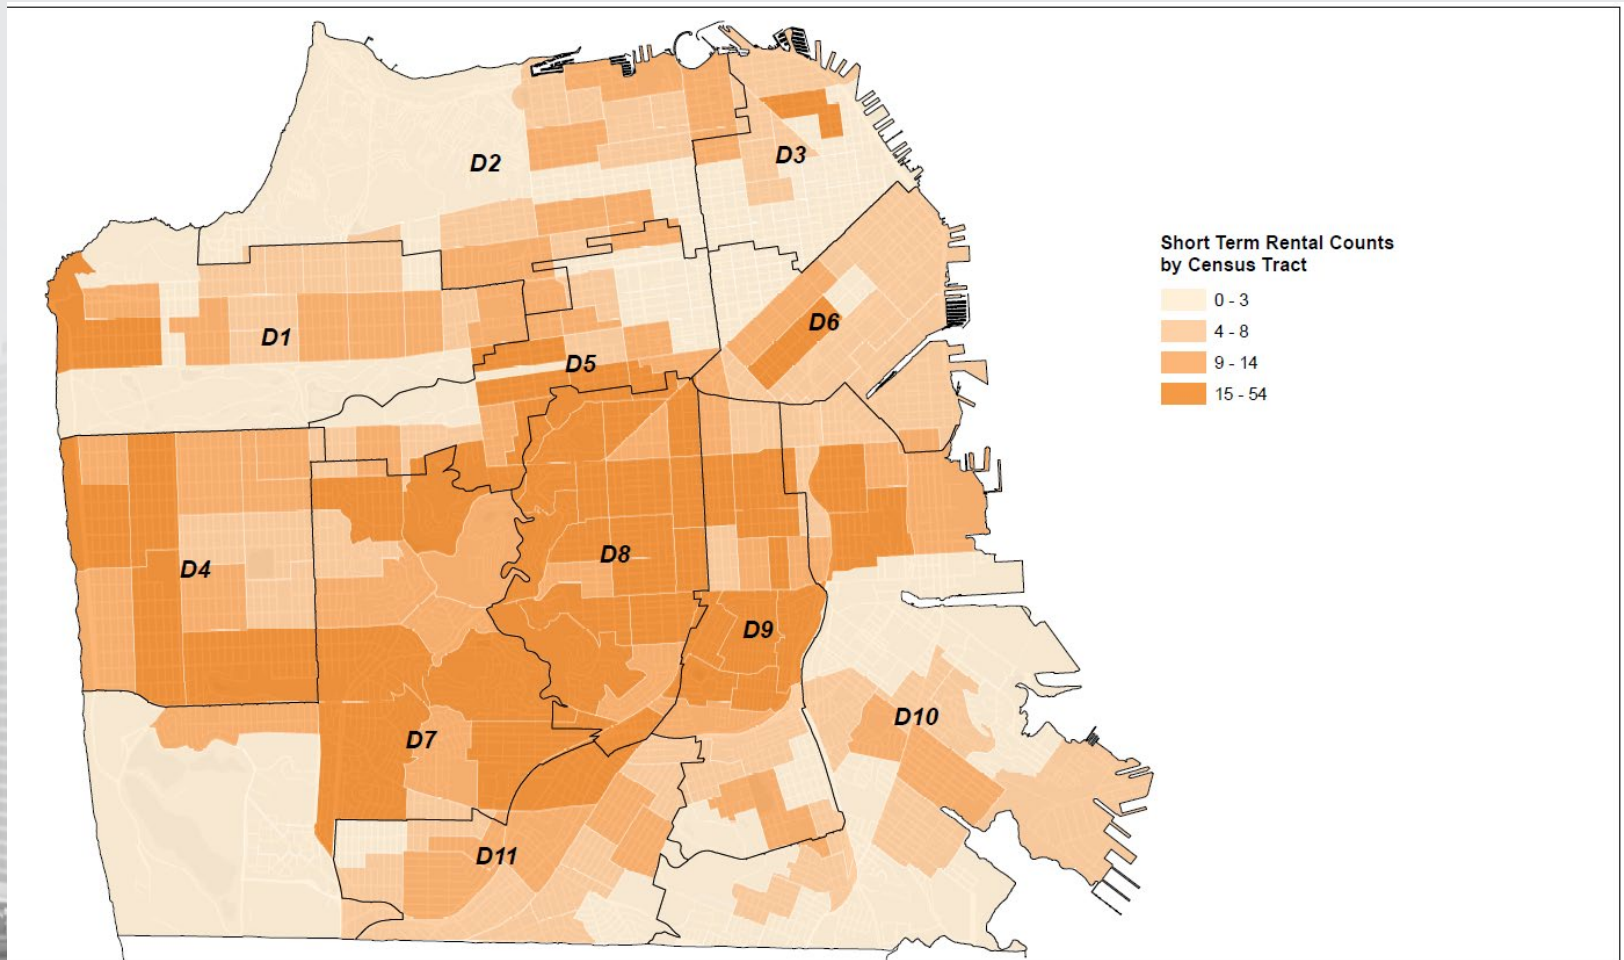 D2
D3
Short Term Rental Counts
by Census Tract
0 - 3
4 - 8
D6
D1
9 - 14
D5
15 - 54
D8
D4
D9
D10
D7
D11